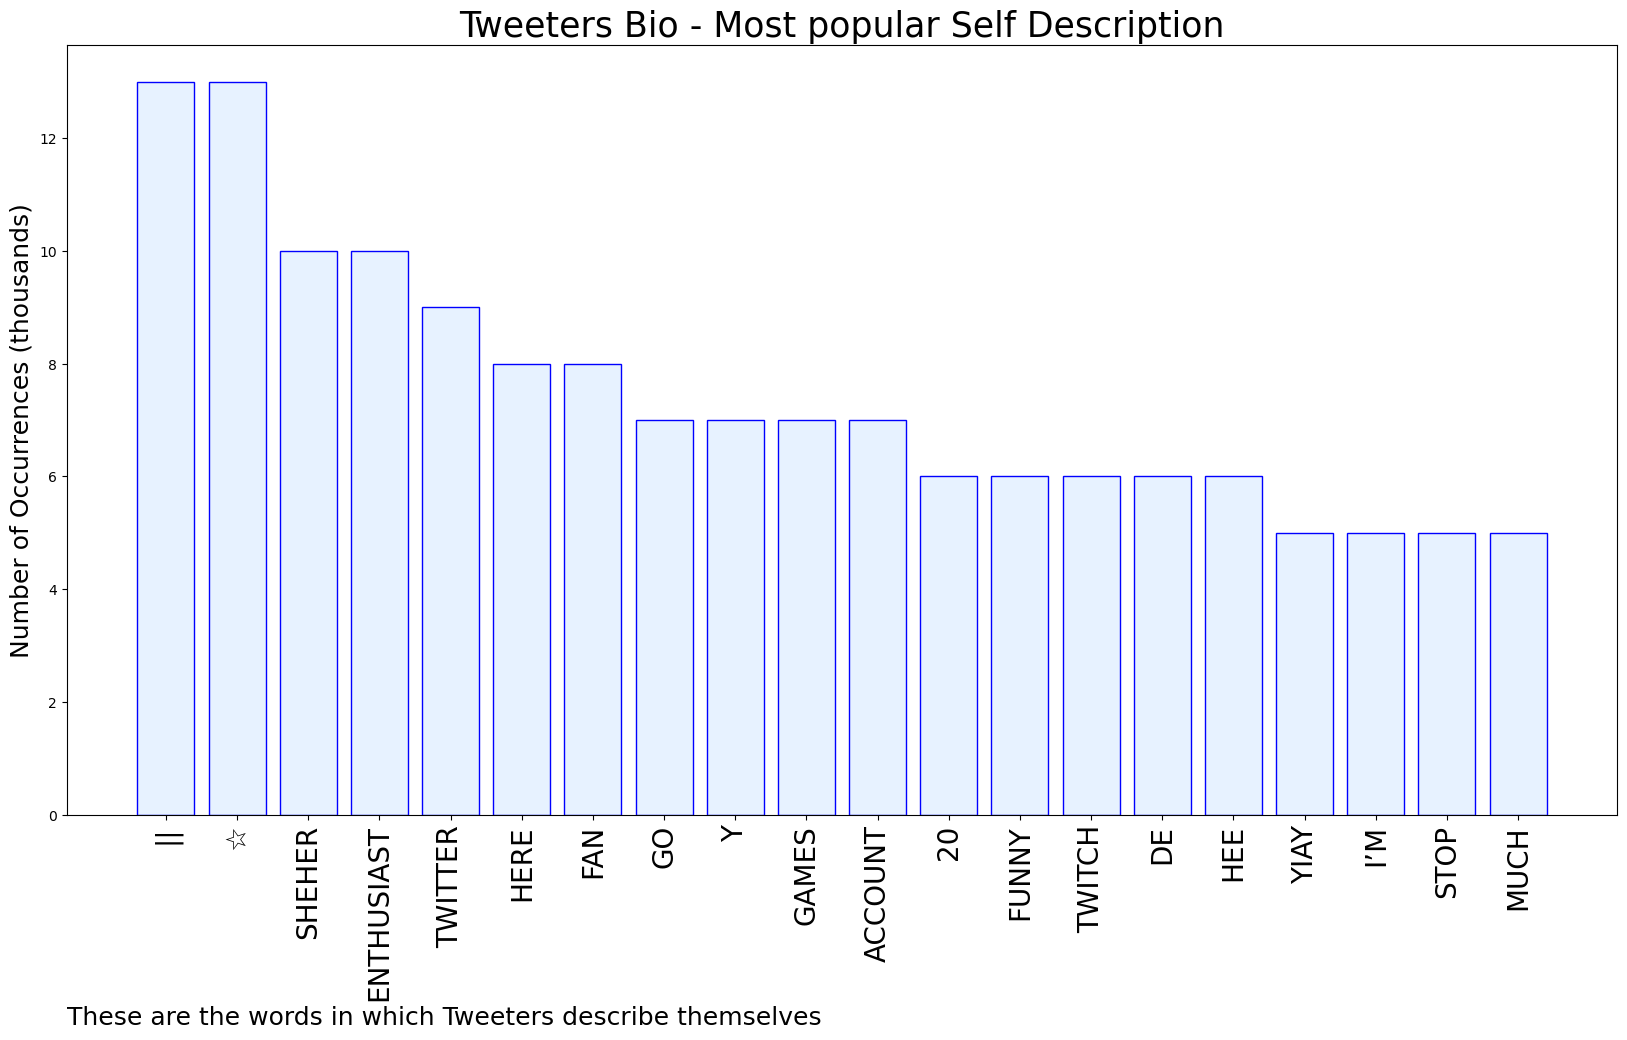 Tweeters Bio - Most popular Self Description
Number of Occurrences (thousands)
12
10
8
6
4
2
0
||
☆
SHEHER
ENTHUSIAST
TWITTER
HERE
FAN
GO
Y
GAMES
ACCOUNT
20
FUNNY
TWITCH
DE
HEE
YIAY
I’M
STOP
MUCH
These are the words in which Tweeters describe themselves